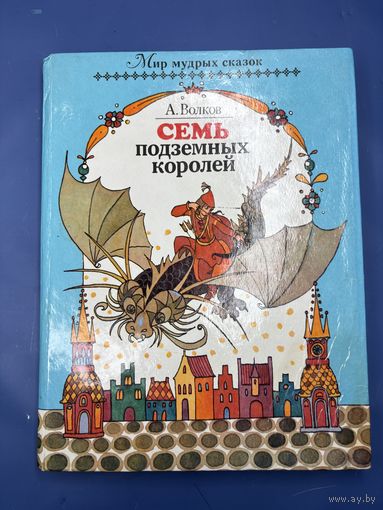 Мир мудрых сказок
А. Волков
СЕМЬ
подземных
королей
www.ay.by